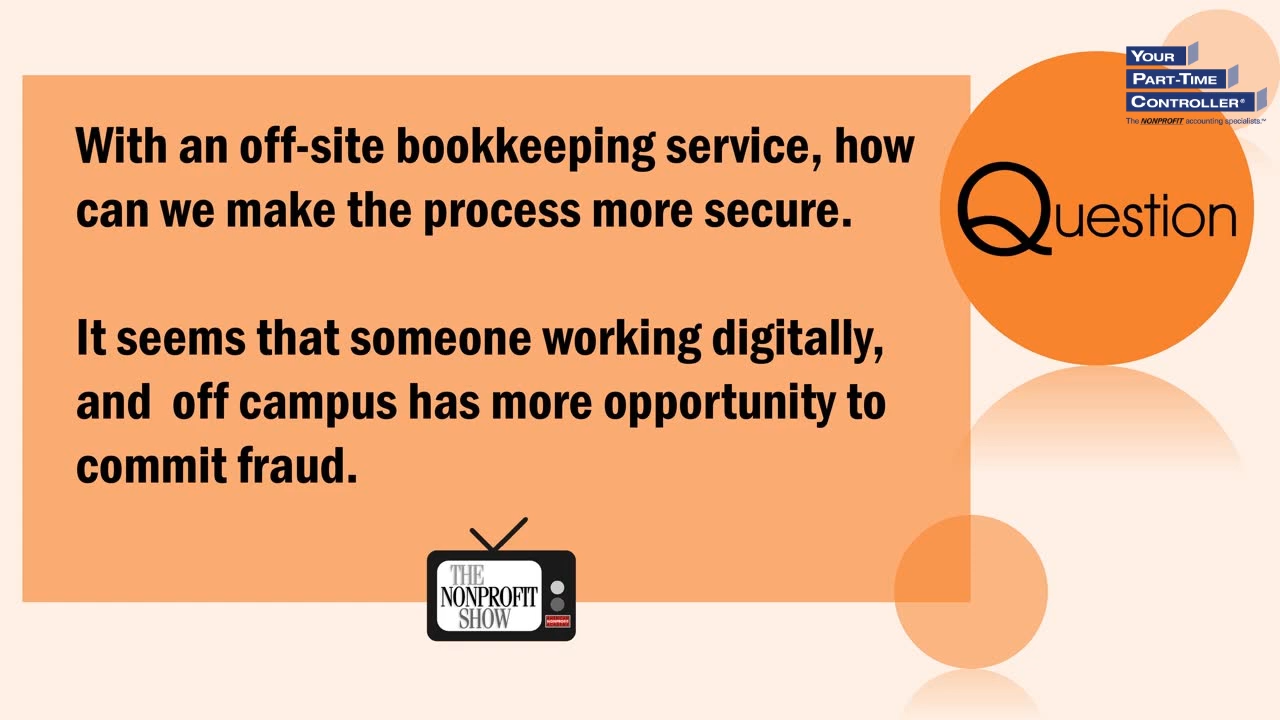 With an off-site bookkeeping service, how
can we make the process more secure.
It seems that someone working digitally,
and  off campus has more opportunity to
commit fraud.
Question
YOUR
PART-TIME
CONTROLLER®
The NONPROFIT accounting specialists.™
THE
NONPROFIT
SHOW